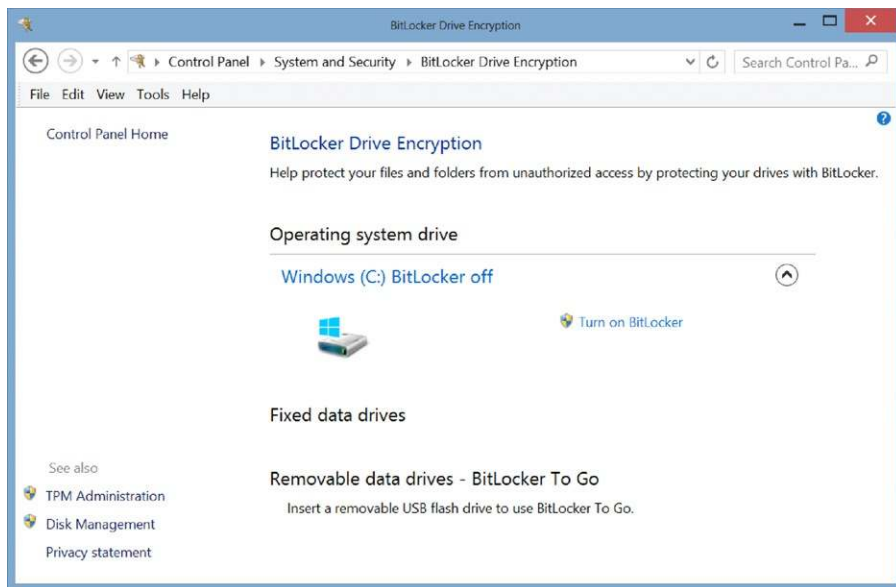 BitLocker Drive Encryption
Control Panel ▸ System and Security ▸ BitLocker Drive Encryption
Search Control Pa...
File Edit View Tools Help
Control Panel Home
BitLocker Drive Encryption
Help protect your files and folders from unauthorized access by protecting your drives with BitLocker.
Operating system drive
Windows (C:) BitLocker off
Turn on BitLocker
Fixed data drives
Removable data drives - BitLocker To Go
Insert a removable USB flash drive to use BitLocker To Go.
See also
TPM Administration
Disk Management
Privacy statement